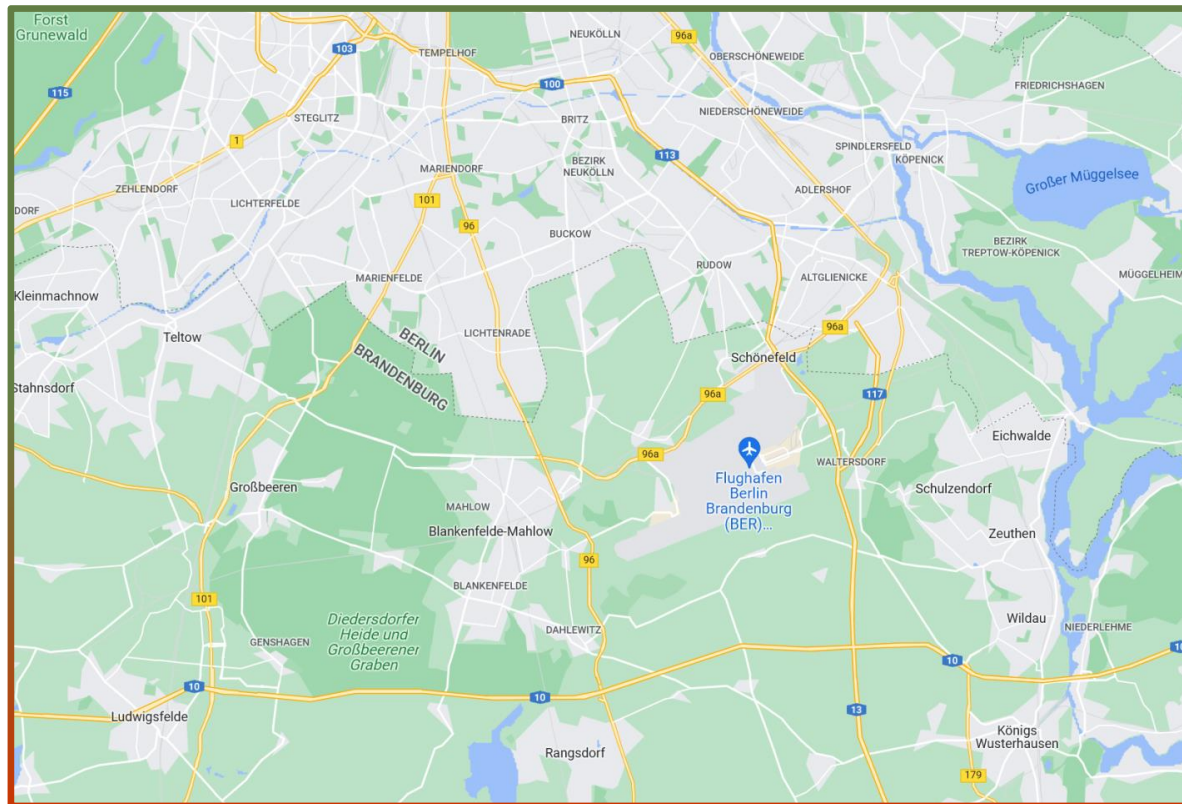 Forst
Grunewald
NEUKÖLLN
96a
103
TEMPELHOF
OBERSCHÖNEWEIDE
115
100
FRIEDRICHSHAGEN
STEGLITZ
BRITZ
NIEDERSCHÖNEWEIDE
1
113
SPINDLERSFELD
KÖPENICK
MARIENDORF
BEZIRK
NEUKÖLLN
Großer Müggelsee
ZEHLENDORF
ADLERSHOF
LICHTERFELDE
101
DORF
96
BUCKOW
BEZIRK
TREPTOW-KÖPENICK
RUDOW
MARIENFELDE
ALTGLIENICKE
MÜGGELHEIM
Kleinmachnow
Teltow
LICHTENRADE
96a
BERLIN
BRANDENBURG
Schönefeld
Stahnsdorf
96a
117
Eichwalde
96a
Flughafen
Berlin
Brandenburg
(BER)...
WALTERSDORF
Großbeeren
Schulzendorf
MAHLOW
Blankenfelde-Mahlow
Zeuthen
96
BLANKENFELDE
101
Diedersdorfer
Heide und
Großbeerener
Graben
Wildau
NIEDERLEHME
DAHLEWITZ
GENSHAGEN
10
10
10
10
13
Ludwigsfelde
Rangsdorf
Königs
Wusterhausen
179